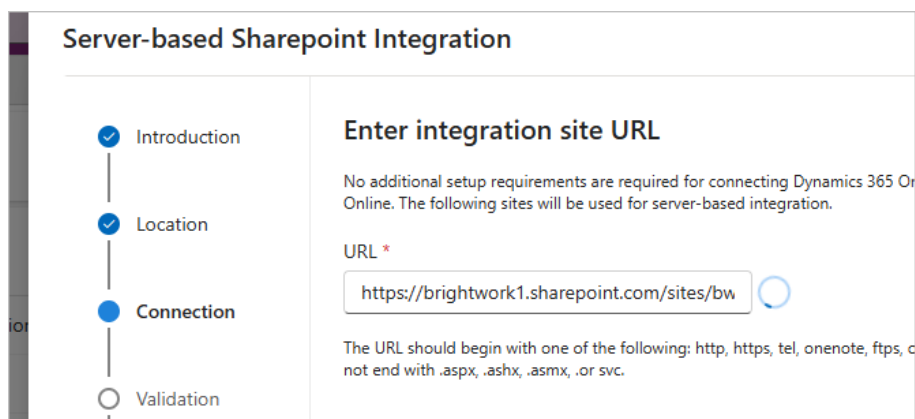 Server-based Sharepoint Integration
Introduction
Location
Connection
Validation
Enter integration site URL
No additional setup requirements are required for connecting Dynamics 365
Online. The following sites will be used for server-based integration.
URL *
https://brightwork1.sharepoint.com/sites/bw
The URL should begin with one of the following: http, https, tel, onenote, ftps,
not end with .aspx, .ashx, .asmx, .or svc.